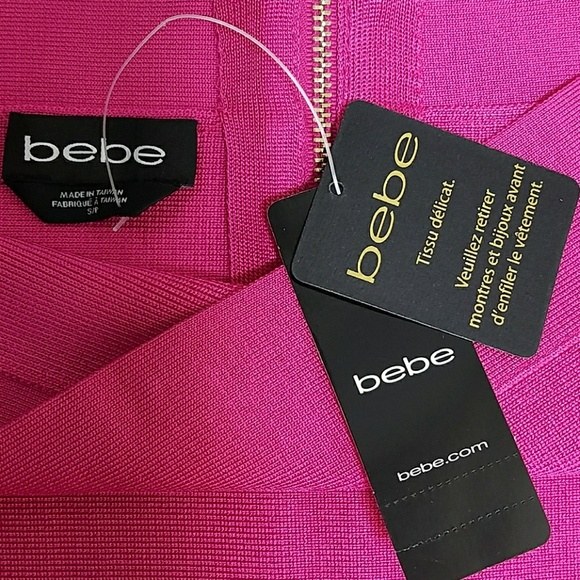 bebe
MADE IN TAIWAN
FABRIQUÉ À TAIWAN
S/P
bebe
Tissu délicat.
Veuillez retirer
montres et bijoux avant
d'enfiler le vêtement.
bebe
bebe.com